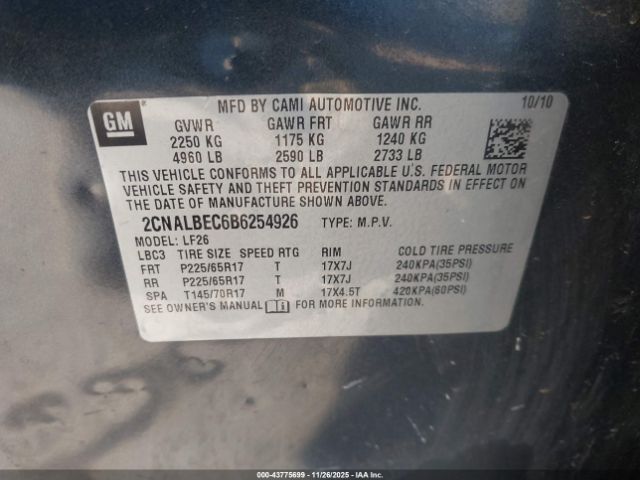 GM
MFD BY CAMI AUTOMOTIVE INC. 10/10
GVWR GAWR FRT GAWR RR
2250 KG 1175 KG 1240 KG
4960 LB 2590 LB 2733 LB
THIS VEHICLE CONFORMS TO ALL APPLICABLE U.S. FEDERAL MOTOR
VEHICLE SAFETY AND THEFT PREVENTION STANDARDS IN EFFECT ON
THE DATE OF MANUFACTURE SHOWN ABOVE.
2CNALBEC6B6254926 TYPE: M.P.V.
MODEL: LF26
LBC3 TIRE SIZE SPEED RTG RIM COLD TIRE PRESSURE
FRT P225/65R17 T 17X7J 240KPA(35PSI)
RR P225/65R17 T 17X7J 240KPA(35PSI)
SPA T145/70R17 M 17X4.5T 420KPA(60PSI)
SEE OWNER'S MANUAL FOR MORE INFORMATION.
000-43775699 11/26/2025 IAAI.COM